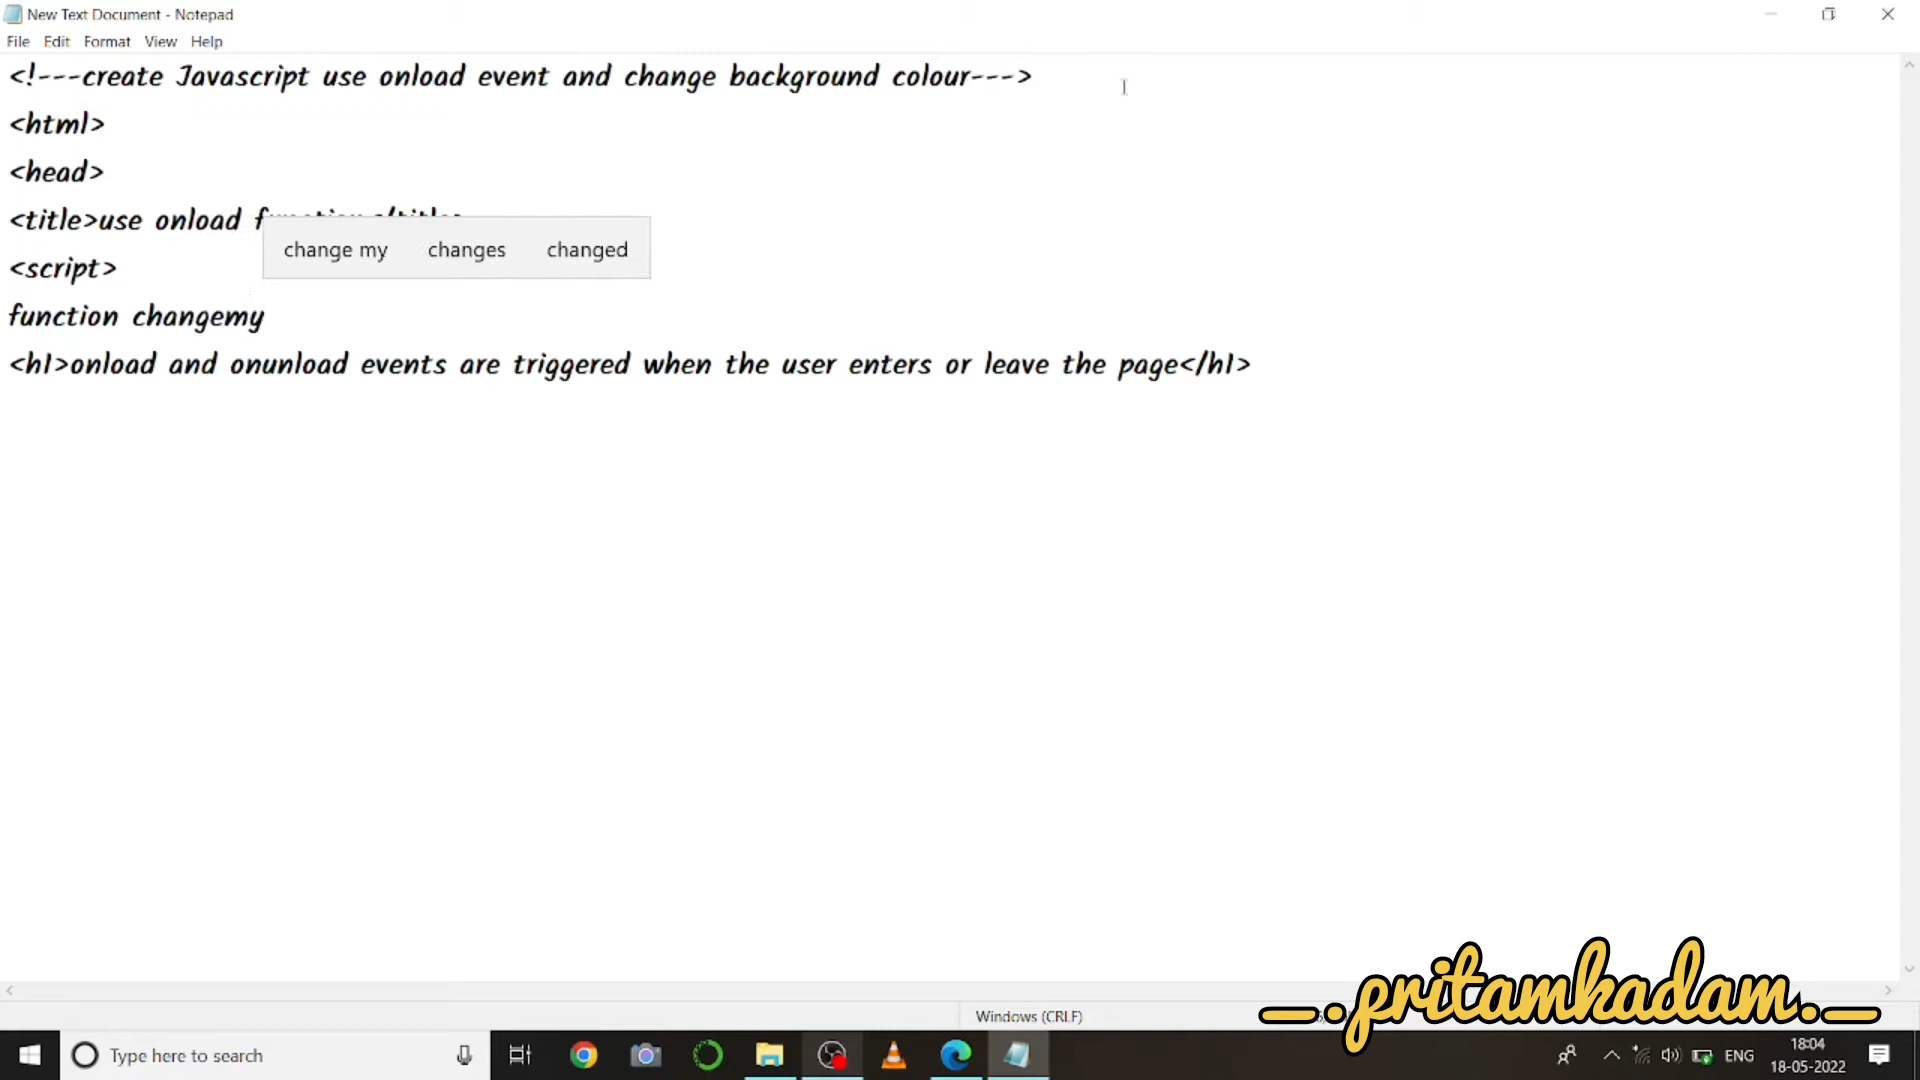 New Text Document - Notepad
File Edit Format View Help
<!---create Javascript use onload event and change background colour--->
<html>
<head>
<title>use onload
change my changes changed
<script>
function changemy
<h1>onload and onunload events are triggered when the user enters or leave the page</h1>
Windows (CRLF)
_.pritamkadam._
Type here to search
ENG
18:04
18-05-2022